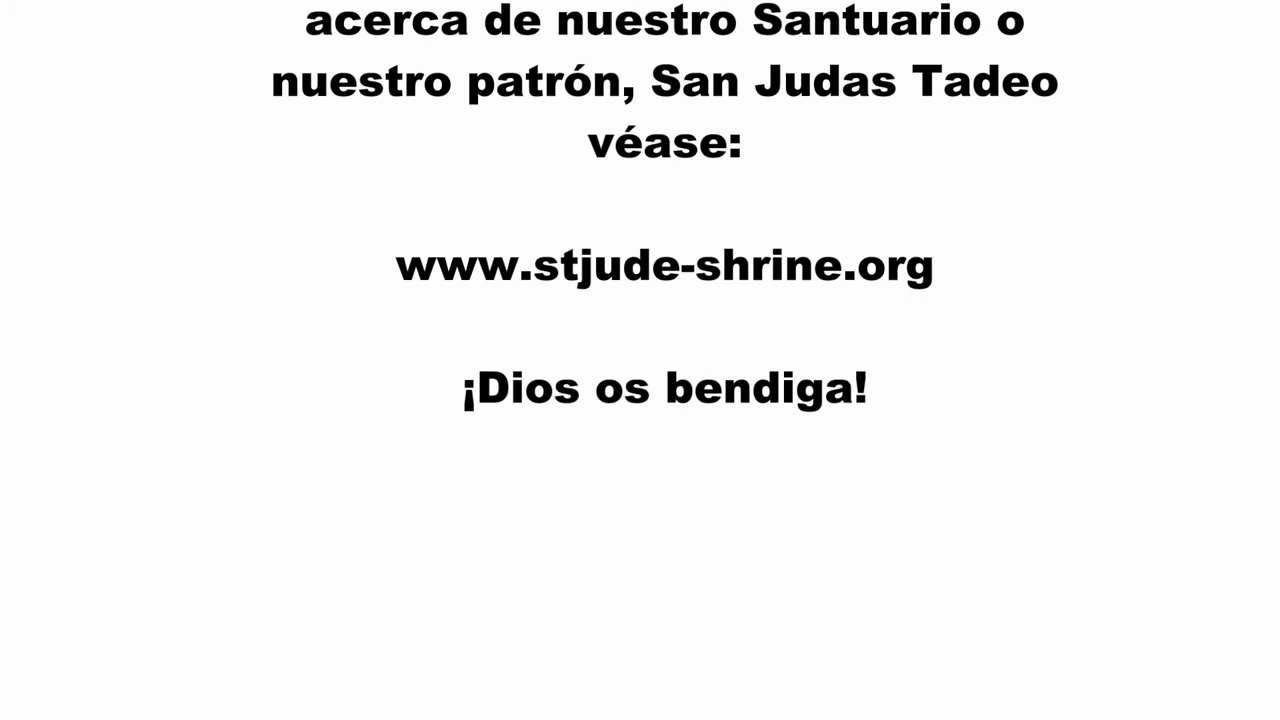 acerca de nuestro Santuario o
nuestro patrón, San Judas Tadeo
véase:
www.stjude-shrine.org
¡Dios os bendiga!